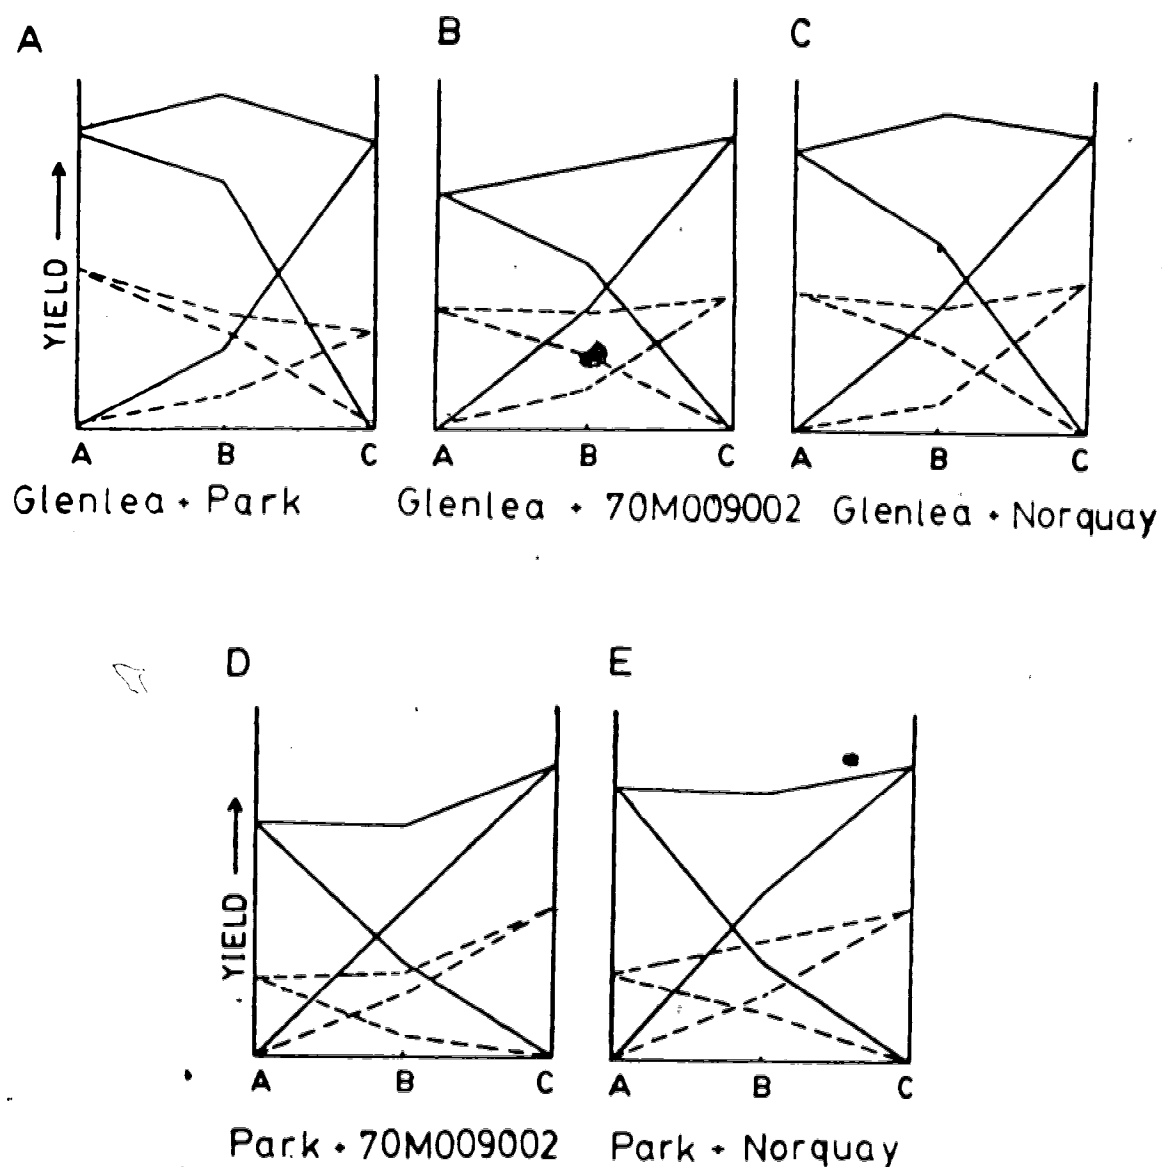 A
B
C
YIELD
A B C
A B C
A B C
Glenlea + Park
Glenlea + 70M009002
Glenlea + Norquay
D
E
YIELD
A B C
A B C
Park + 70M009002
Park + Norquay